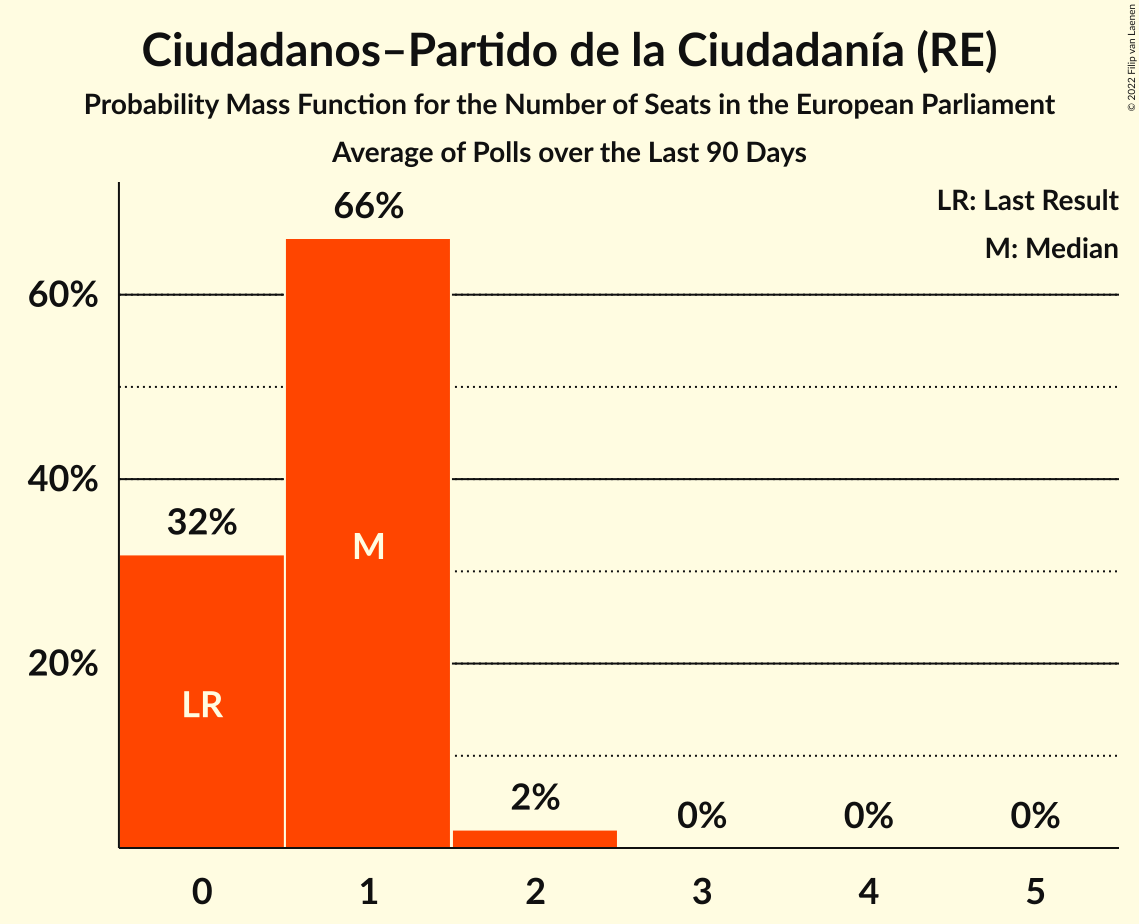 Ciudadanos–Partido de la Ciudadanía (RE)
Probability Mass Function for the Number of Seats in the European Parliament
Average of Polls over the Last 90 Days
© 2022 Filip van Laenen
LR: Last Result
M: Median
66%
60%
40%
32%
M
20%
LR
2%
0%
0%
0%
0
1
2
3
4
5